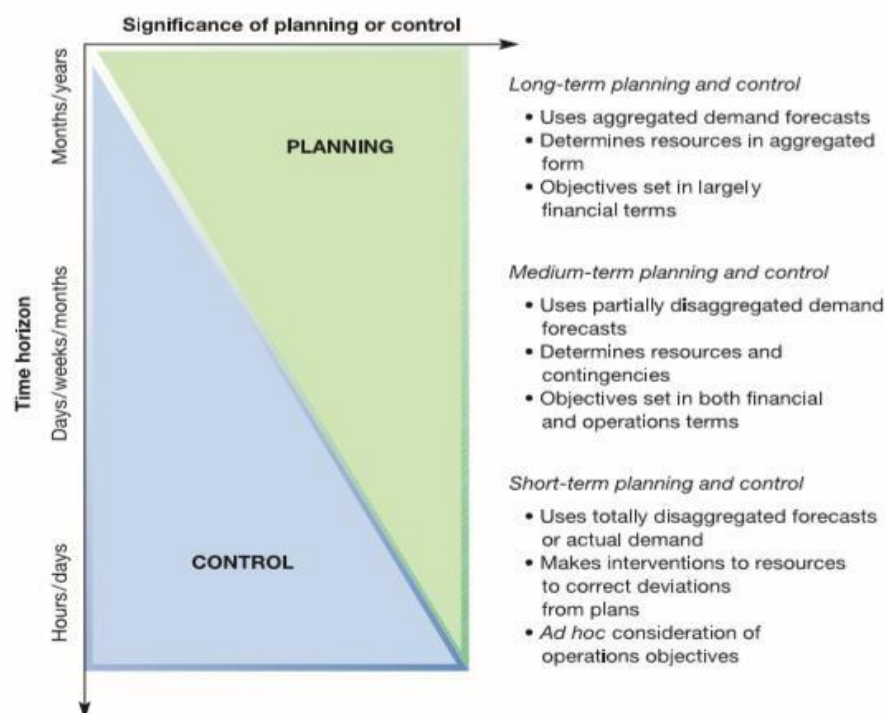 Significance of planning or control
Time horizon
Months/years
Days/weeks/months
Hours/days
PLANNING
CONTROL
Long-term planning and control
• Uses aggregated demand forecasts
• Determines resources in aggregated
form
• Objectives set in largely
financial terms
Medium-term planning and control
• Uses partially disaggregated demand
forecasts
• Determines resources and
contingencies
• Objectives set in both financial
and operations terms
Short-term planning and control
• Uses totally disaggregated forecasts
or actual demand
• Makes interventions to resources
to correct deviations
from plans
• Ad hoc consideration of
operations objectives